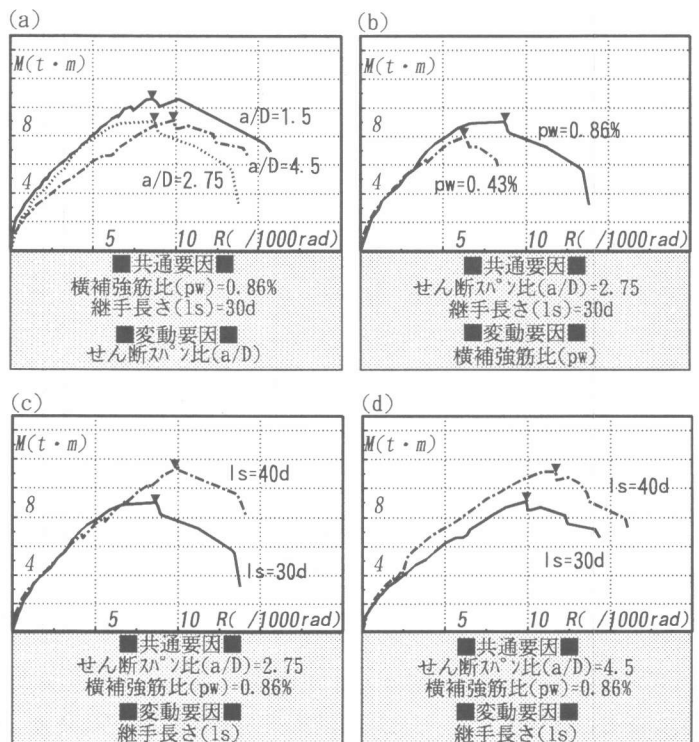 (a)
M(t・m)
8
4
a/D=1.5
a/D=4.5
a/D=2.75
5 10 R( /1000rad)
■共通要因■
横補強筋比(pw)=0.86%
継手長さ(ls)=30d
■変動要因■
せん断ｽﾊﾟﾝ比(a/D)
(b)
M(t・m)
8
4
pw=0.86%
pw=0.43%
5 10 R( /1000rad)
■共通要因■
せん断ｽﾊﾟﾝ比(a/D)=2.75
継手長さ(ls)=30d
■変動要因■
横補強筋比(pw)
(c)
M(t・m)
8
4
ls=40d
ls=30d
5 10 R( /1000rad)
■共通要因■
せん断ｽﾊﾟﾝ比(a/D)=2.75
横補強筋比(pw)=0.86%
■変動要因■
継手長さ(ls)
(d)
M(t・m)
8
4
ls=40d
ls=30d
5 10 R( /1000rad)
■共通要因■
せん断ｽﾊﾟﾝ比(a/D)=4.5
横補強筋比(pw)=0.86%
■変動要因■
継手長さ(ls)